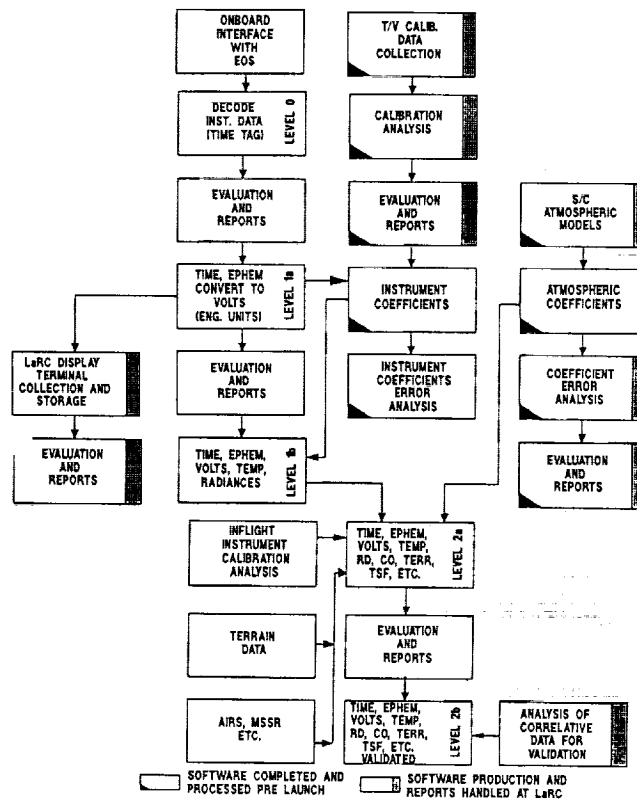 ONBOARD
INTERFACE
WITH
EOS
T/V CALIB.
DATA
COLLECTION
DECODE
INST. DATA
(TIME TAG)
LEVEL 0
CALIBRATION
ANALYSIS
EVALUATION
AND
REPORTS
EVALUATION
AND
REPORTS
S/C
ATMOSPHERIC
MODELS
TIME, EPHEM
CONVERT TO
VOLTS
(ENG. UNITS)
LEVEL 1a
INSTRUMENT
COEFFICIENTS
ATMOSPHERIC
COEFFICIENTS
LaRC DISPLAY
TERMINAL
COLLECTION AND
STORAGE
EVALUATION
AND
REPORTS
INSTRUMENT
COEFFICIENTS
ERROR
ANALYSIS
COEFFICIENT
ERROR
ANALYSIS
EVALUATION
AND
REPORTS
TIME, EPHEM,
VOLTS, TEMP,
RADIANCES
LEVEL 1b
EVALUATION
AND
REPORTS
INFLIGHT
INSTRUMENT
CALIBRATION
ANALYSIS
TIME, EPHEM,
VOLTS, TEMP,
RD, CO, TERR,
TSF, ETC.
LEVEL 2a
TERRAIN
DATA
EVALUATION
AND
REPORTS
AIRS, MSSR
ETC.
TIME, EPHEM,
VOLTS, TEMP,
RD, CO, TERR,
TSF, ETC.
VALIDATED
LEVEL 2b
ANALYSIS OF
CORRELATIVE
DATA FOR
VALIDATION
SOFTWARE COMPLETED AND
PROCESSED PRE LAUNCH
SOFTWARE PRODUCTION AND
REPORTS HANDLED AT LaRC